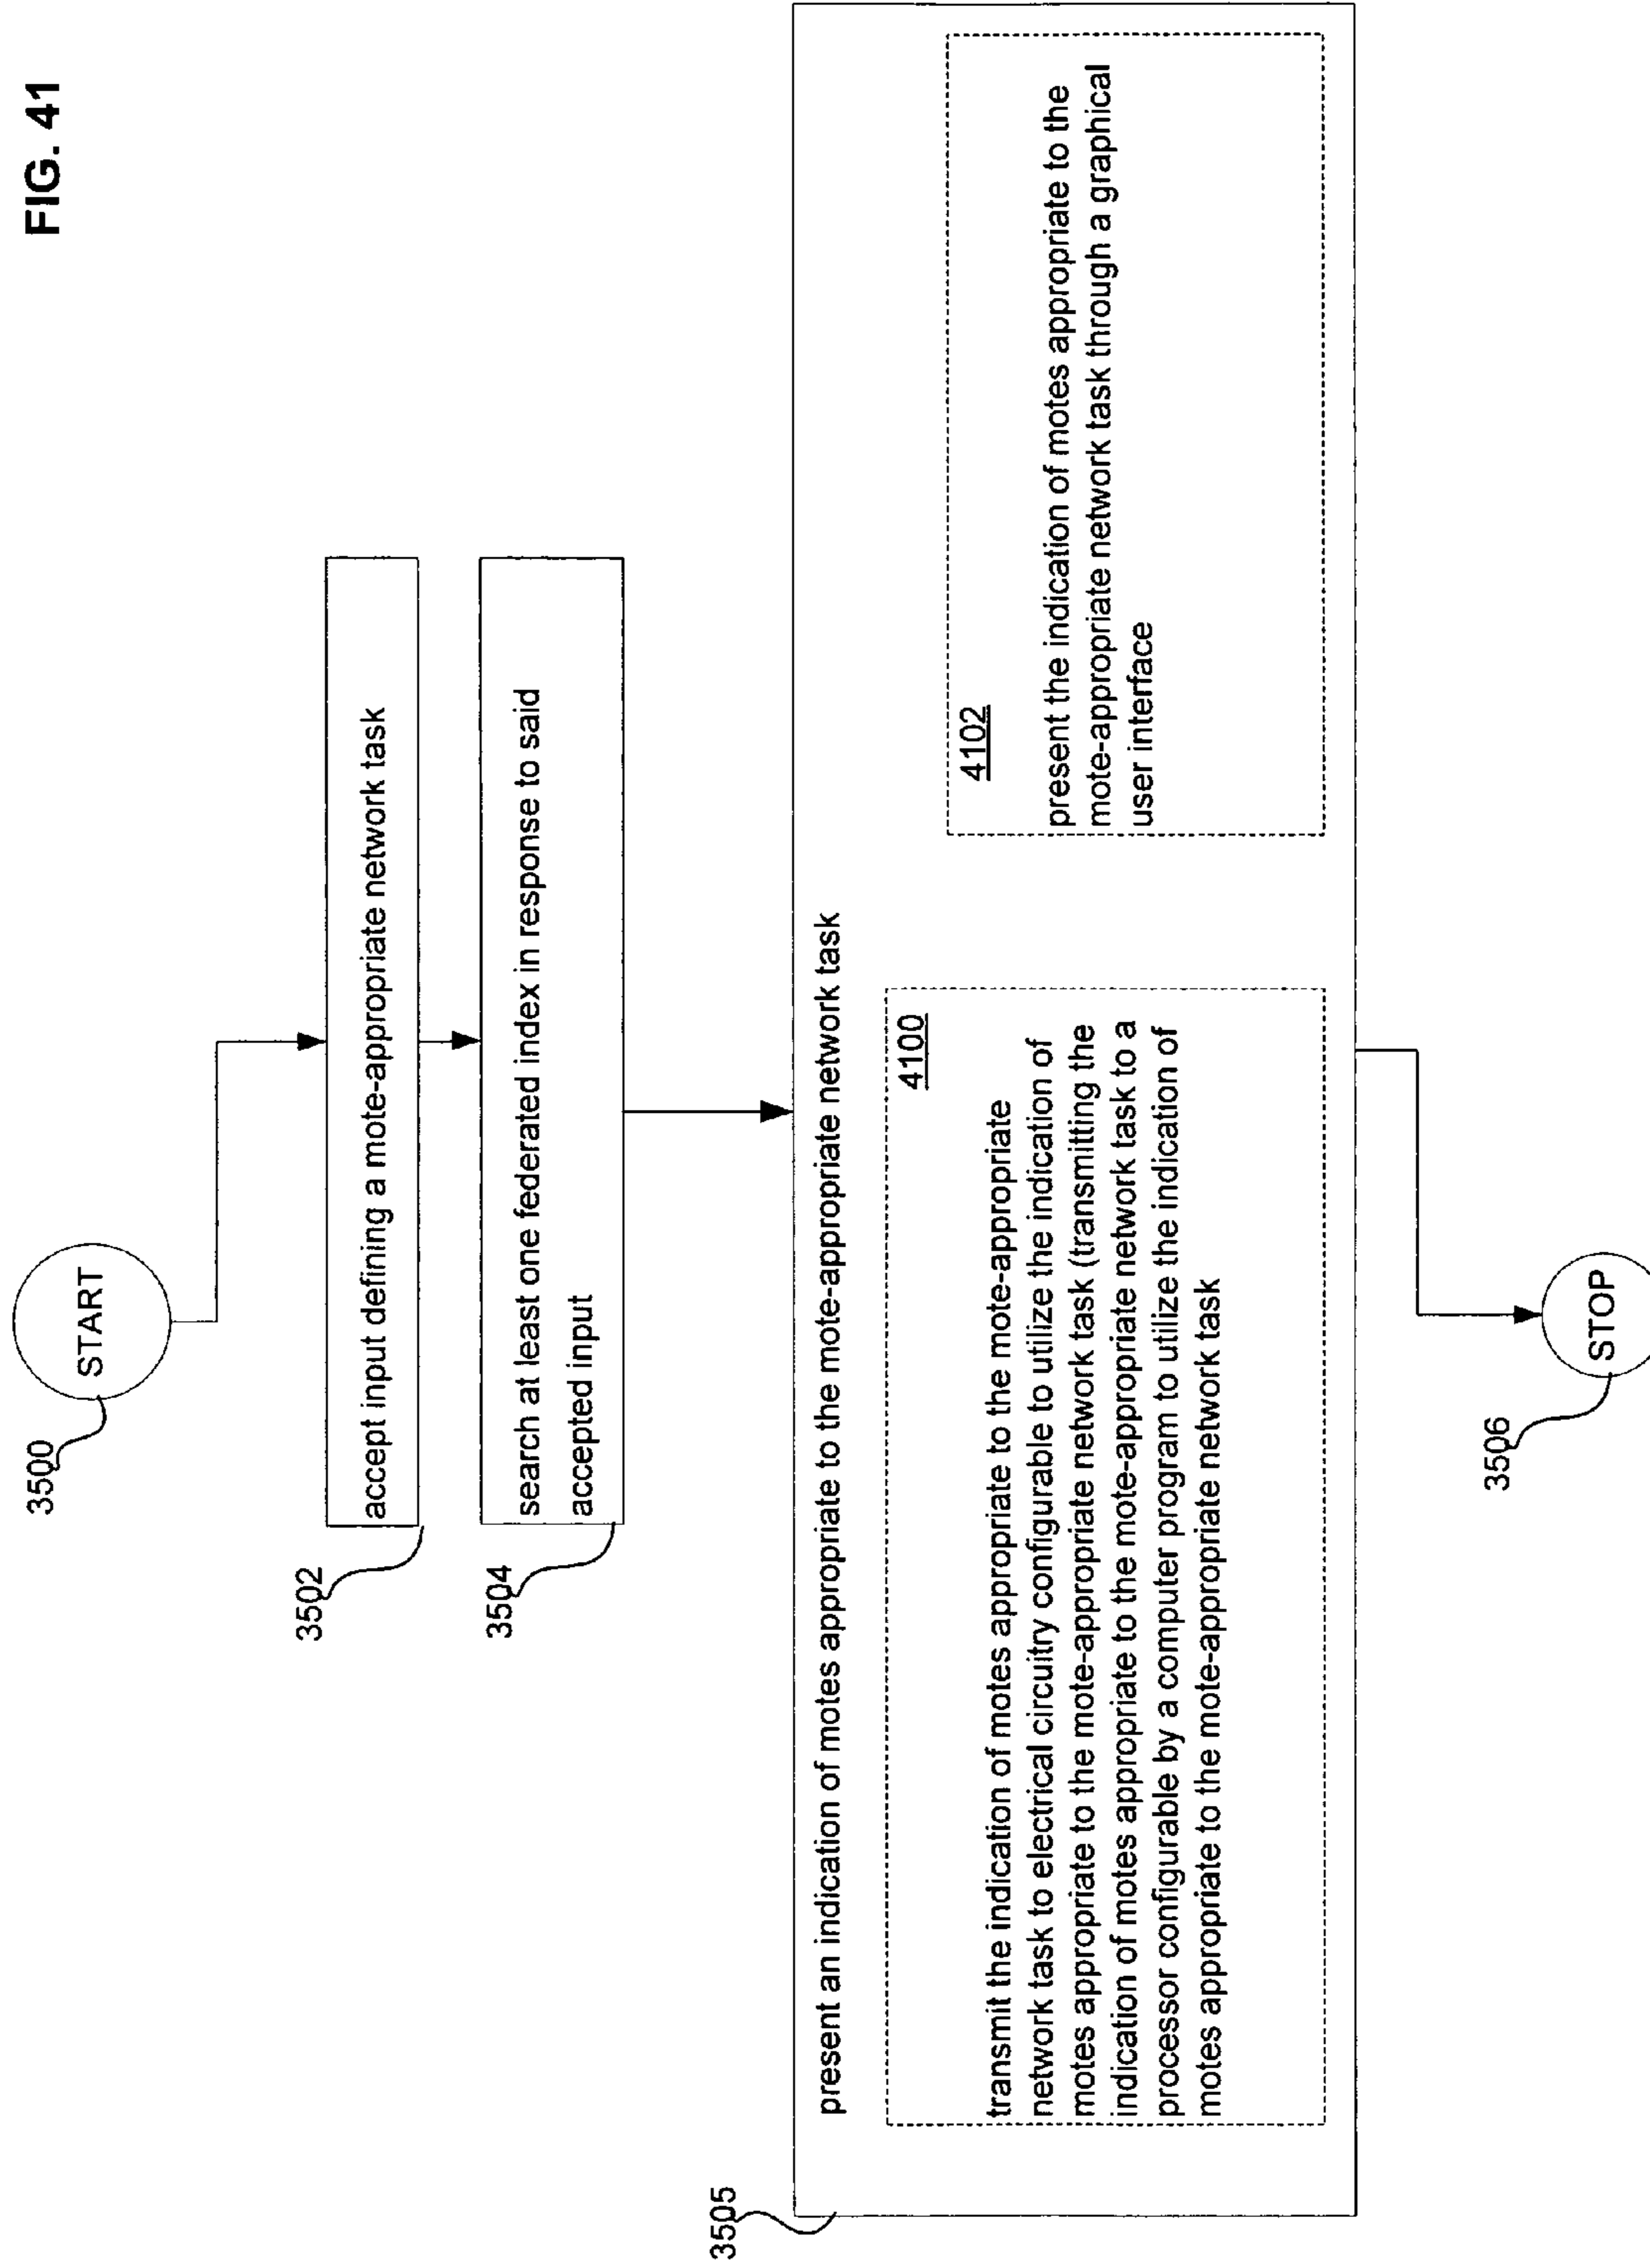 FIG. 41
3500
START
3502
accept input defining a mote-appropriate network task
3504
search at least one federated index in response to said
accepted input
3505
present an indication of motes appropriate to the mote-appropriate network task
4100
transmit the indication of motes appropriate to the mote-appropriate
network task to electrical circuitry configurable to utilize the indication of
motes appropriate to the mote-appropriate network task (transmitting the
indication of motes appropriate to the mote-appropriate network task to a
processor configurable by a computer program to utilize the indication of
motes appropriate to the mote-appropriate network task
4102
present the indication of motes appropriate to the
mote-appropriate network task through a graphical
user interface
3506
STOP